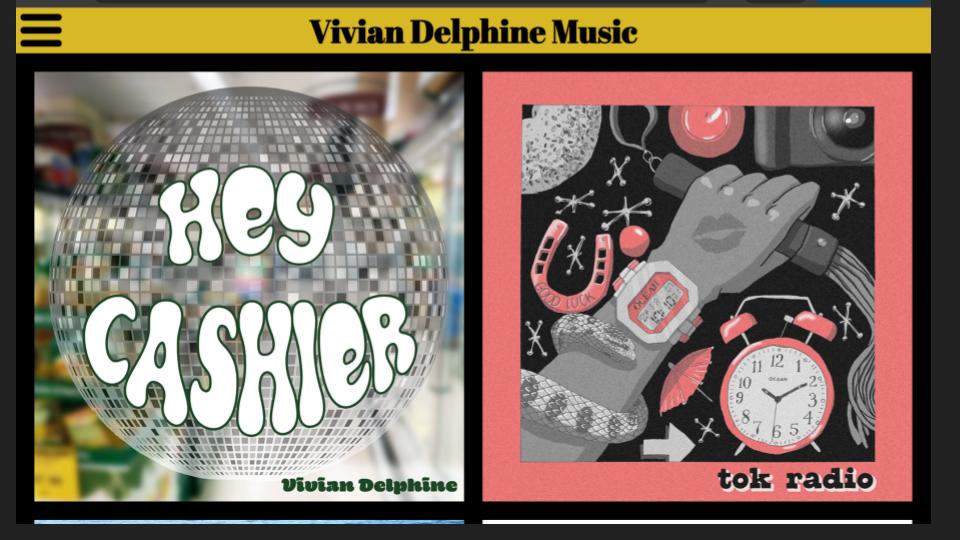 Vivian Delphine Music
Hey
CASHIER
Vivian Delphine
GOOD LUCK
OCEAN
12
11
1
10
2
9
OCEAN
3
8
4
7
6
5
tok radio